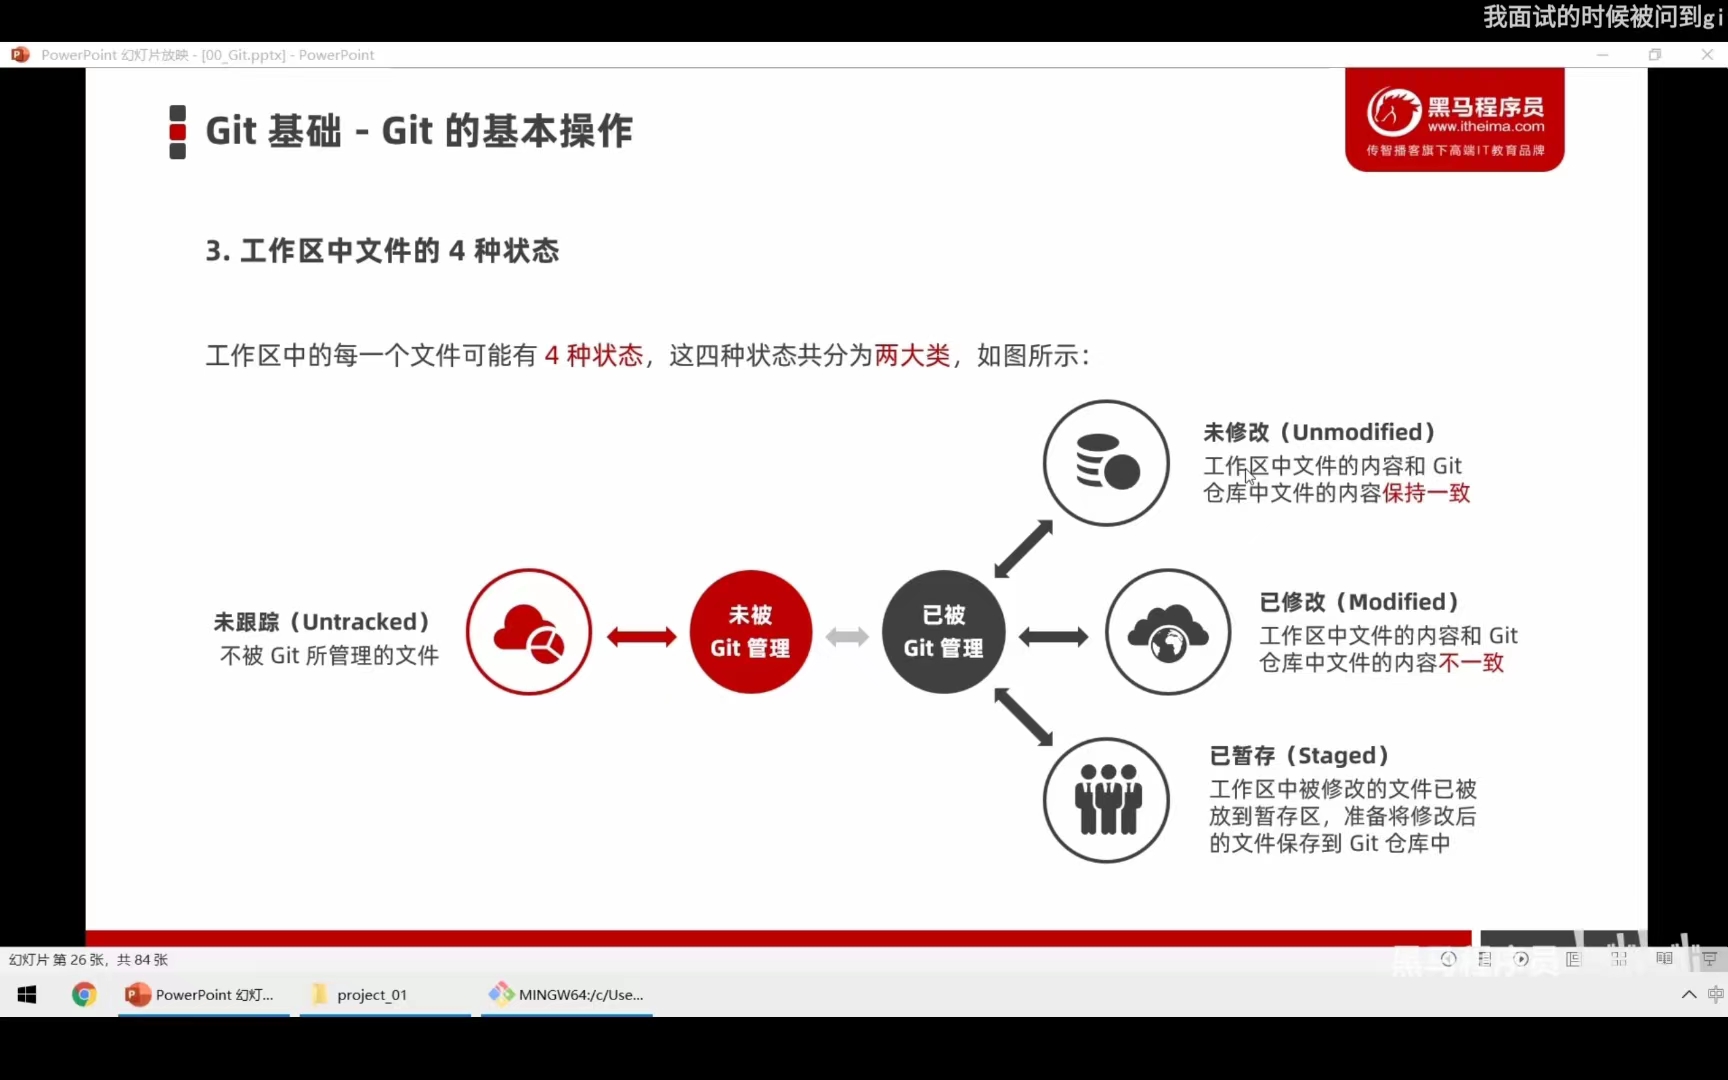 我面试的时候被问到gi
PowerPoint 幻灯片放映 - [00_Git.pptx] - PowerPoint
Git 基础 - Git 的基本操作
黑马程序员
www.itheima.com
传智播客旗下高端IT教育品牌
3. 工作区中文件的 4 种状态
工作区中的每一个文件可能有 4 种状态，这四种状态共分为两大类，如图所示：
未修改（Unmodified）
工作区中文件的内容和 Git
仓库中文件的内容保持一致
未跟踪（Untracked）
不被 Git 所管理的文件
未被
Git 管理
已被
Git 管理
已修改（Modified）
工作区中文件的内容和 Git
仓库中文件的内容不一致
已暂存（Staged）
工作区中被修改的文件已被
放到暂存区，准备将修改后
的文件保存到 Git 仓库中
幻灯片 第 26 张，共 84 张
黑马程序员
PowerPoint 幻灯...
project_01
MINGW64:/c/Use...
中